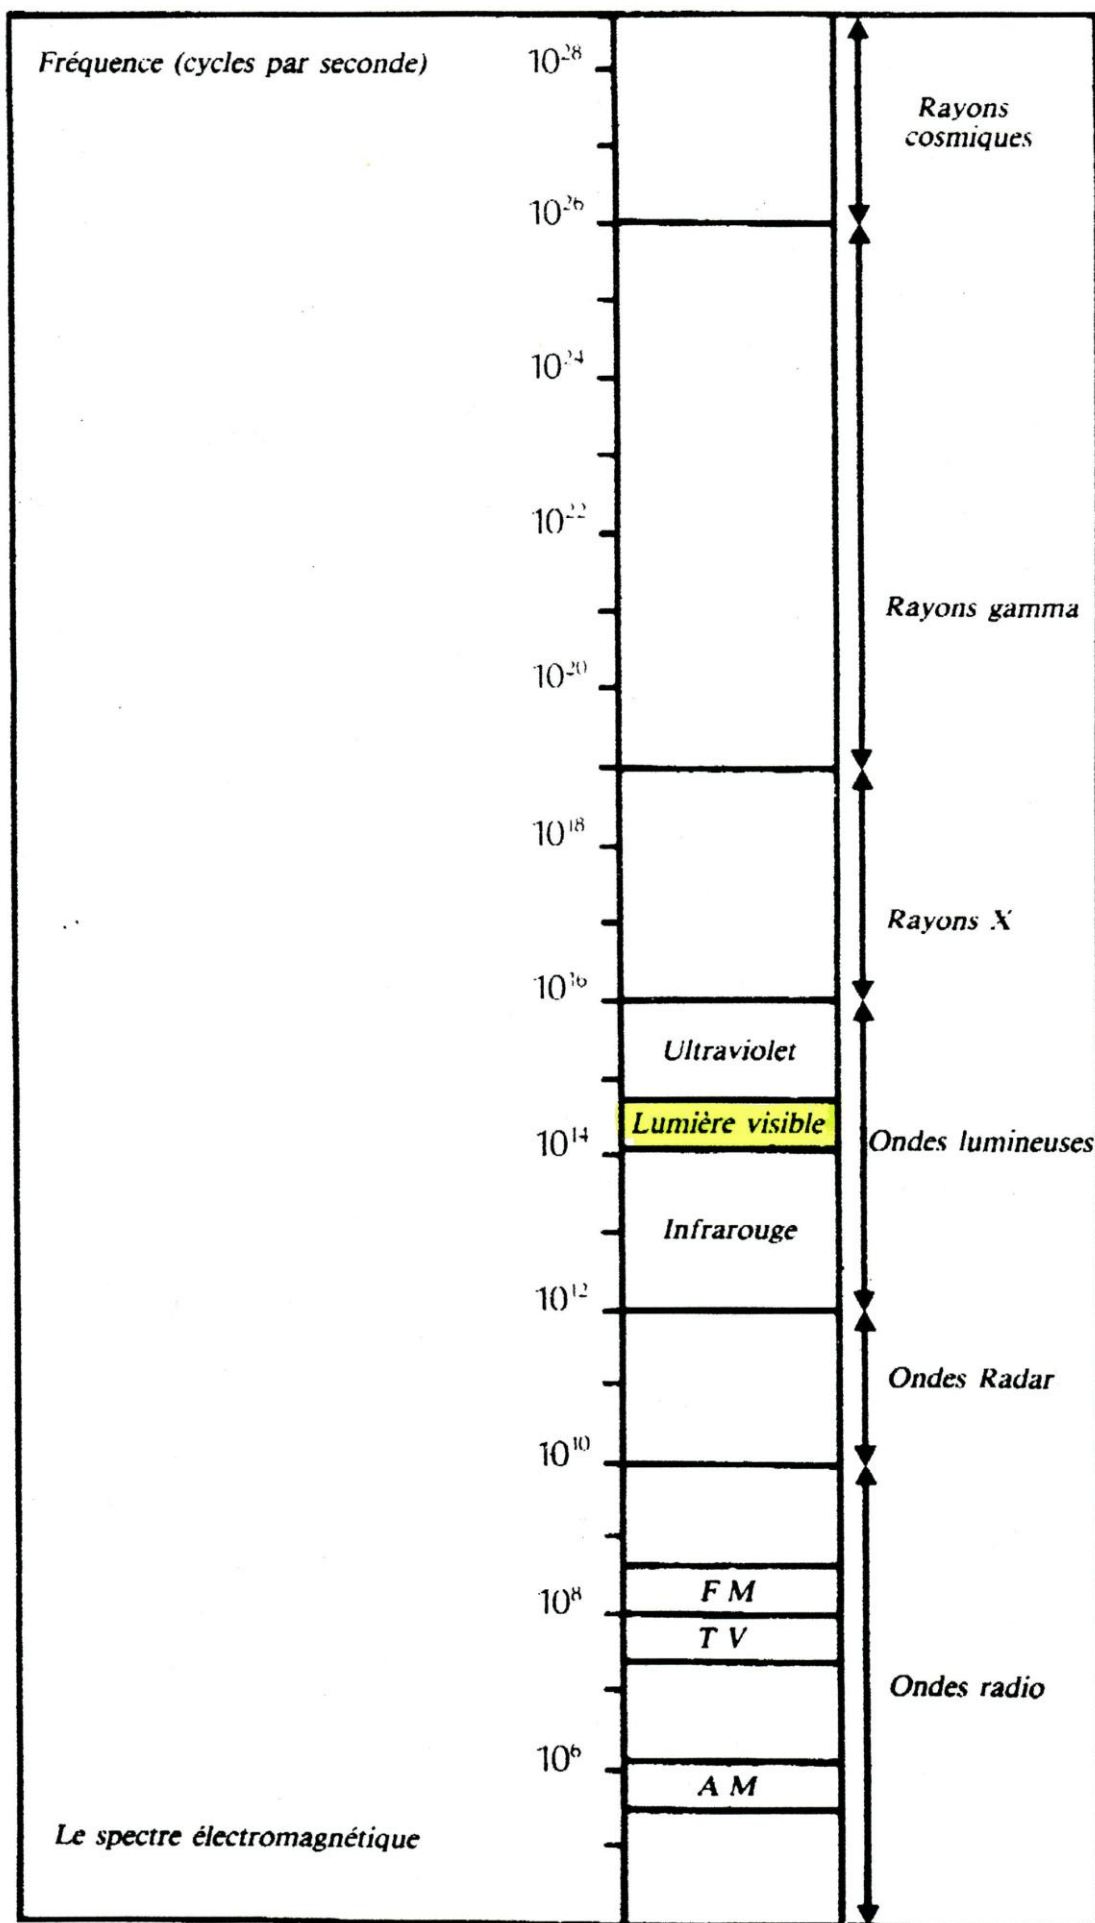 Fréquence (cycles par seconde)
10²⁸
Rayons
cosmiques
10²⁶
10²⁴
10²²
Rayons gamma
10²⁰
10¹⁸
Rayons X
10¹⁶
Ultraviolet
Lumière visible
10¹⁴
Ondes lumineuses
Infrarouge
10¹²
Ondes Radar
10¹⁰
F M
10⁸
T V
Ondes radio
10⁶
A M
Le spectre électromagnétique